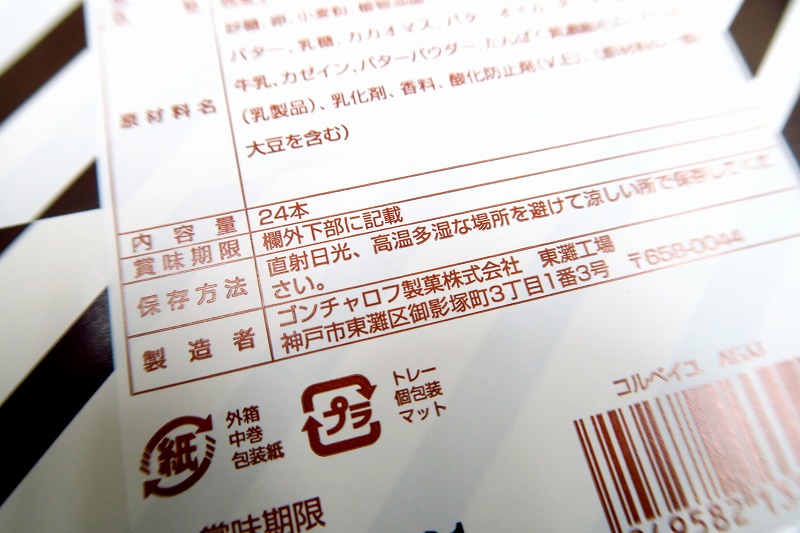 砂糖、卵、小麦粉、植物油脂
バター、乳糖、カカオマス、バターオイル、
牛乳、カゼイン、バターパウダー、たんぱく
原材料名
(乳製品)、乳化剤、香料、酸化防止剤(V.E)、
大豆を含む)
内容量 24本
賞味期限 欄外下部に記載
保存方法 直射日光、高温多湿な場所を避けて涼しい所で保存してくだ
さい。
製造者 ゴンチャロフ製菓株式会社 東灘工場
神戸市東灘区御影塚町3丁目1番3号 〒658-0044
紙 外箱
中巻
包装紙
プラ トレー
個包装
マット
コルベイユ
賞味期限